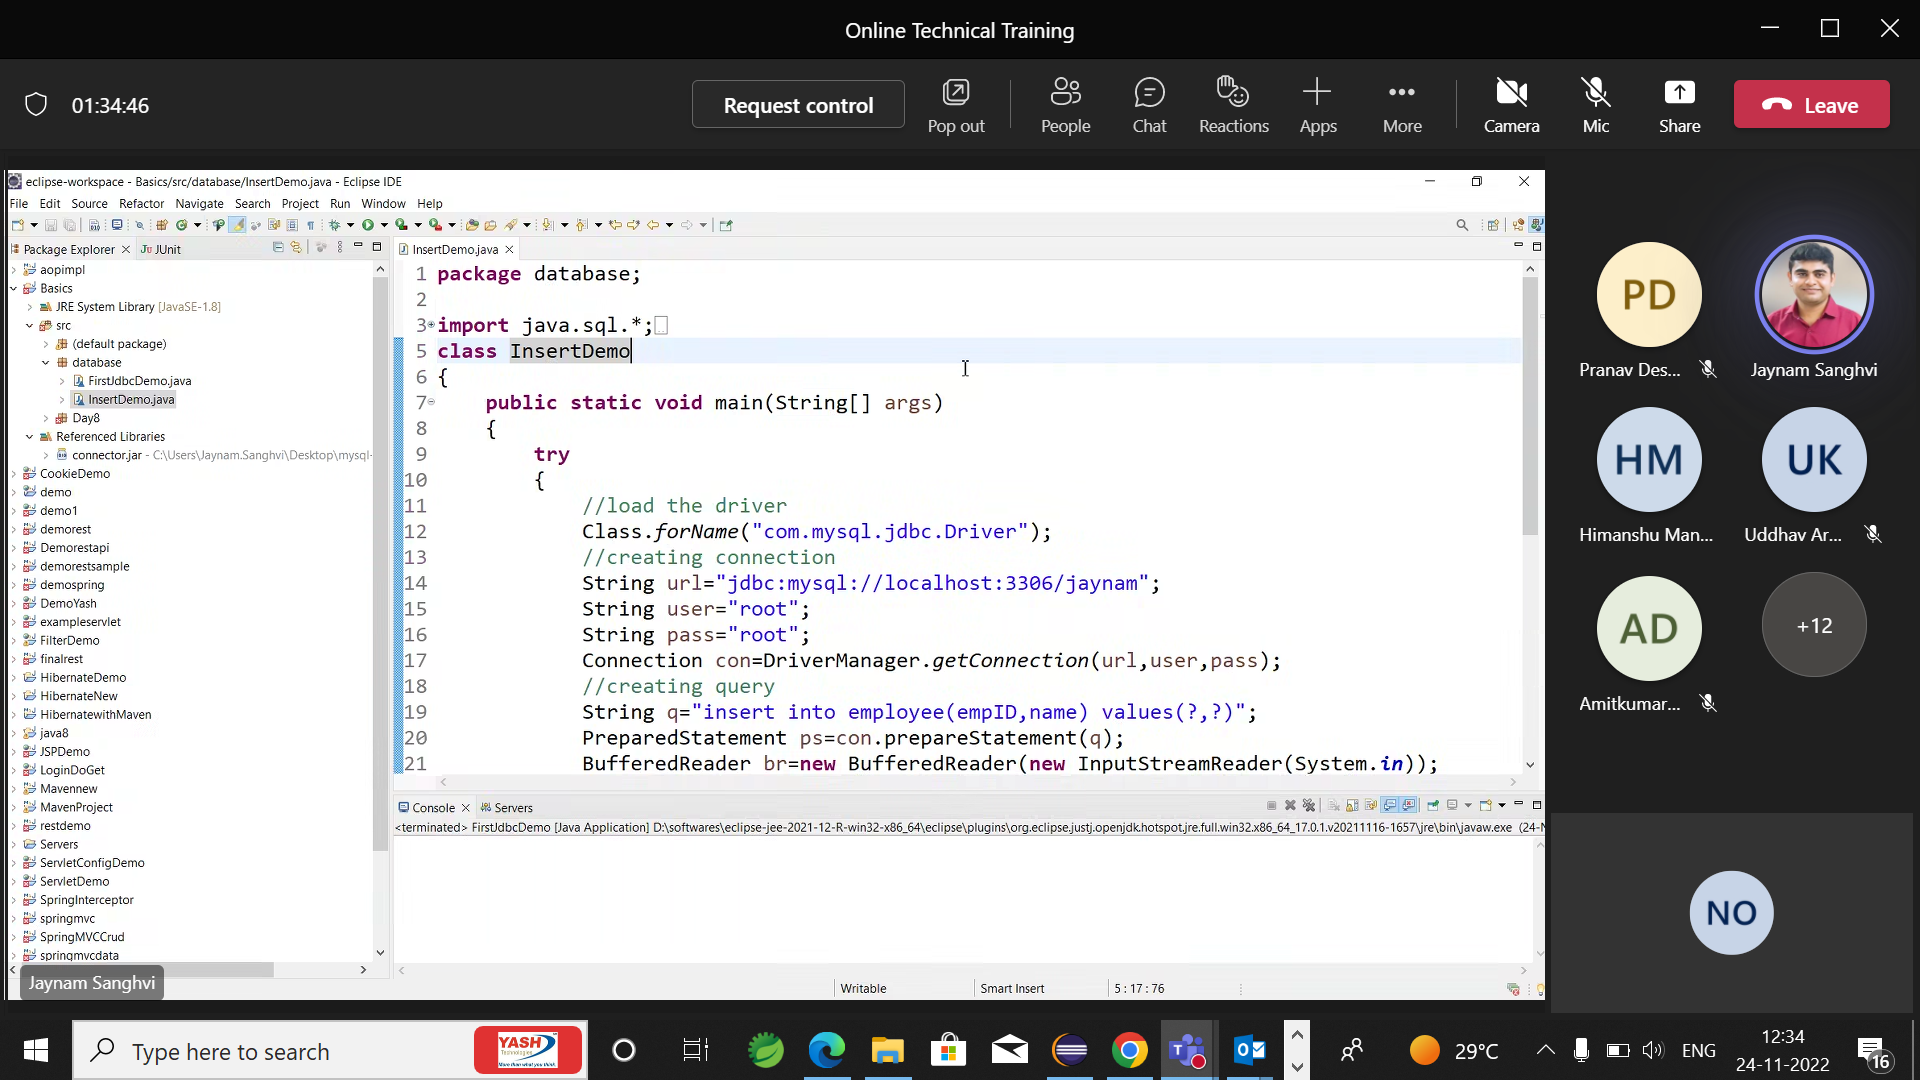 Online Technical Training
01:34:46
Request control
Pop out
People
Chat
Reactions
Apps
More
Camera
Mic
Share
Leave
eclipse-workspace - Basics/src/database/InsertDemo.java - Eclipse IDE
File Edit Source Refactor Navigate Search Project Run Window Help
Package Explorer
JUnit
aopimpl
Basics
JRE System Library [JavaSE-1.8]
src
(default package)
database
FirstJdbcDemo.java
InsertDemo.java
Day8
Referenced Libraries
connector.jar - C:\Users\Jaynam.Sanghvi\Desktop\mysql-
CookieDemo
demo
demo1
demorest
Demorestapi
demorestsample
demospring
DemoYash
exampleservlet
FilterDemo
finalrest
HibernateDemo
HibernateNew
HibernatewithMaven
java8
JSPDemo
LoginDoGet
Mavennew
MavenProject
restdemo
Servers
ServletConfigDemo
ServletDemo
SpringInterceptor
springmvc
SpringMVCCrud
springmvcdata
Jaynam Sanghvi
InsertDemo.java
1 package database;
2
3 import java.sql.*;
5 class InsertDemo
6 {
7 public static void main(String[] args)
8 {
9 try
10 {
11 //load the driver
12 Class.forName("com.mysql.jdbc.Driver");
13 //creating connection
14 String url="jdbc:mysql://localhost:3306/jaynam";
15 String user="root";
16 String pass="root";
17 Connection con=DriverManager.getConnection(url,user,pass);
18 //creating query
19 String q="insert into employee(empID,name) values(?,?)";
20 PreparedStatement ps=con.prepareStatement(q);
21 BufferedReader br=new BufferedReader(new InputStreamReader(System.in));
Console
Servers
<terminated> FirstJdbcDemo [Java Application] D:\softwares\eclipse-jee-2021-12-R-win32-x86_64\eclipse\plugins\org.eclipse.justj.openjdk.hotspot.jre.full.win32.x86_64_17.0.1.v20211116-1657\jre\bin\javaw.exe (24-N
Writable
Smart Insert
5 : 17 : 76
PD
Pranav Des...
Jaynam Sanghvi
HM
Himanshu Man...
UK
Uddhav Ar...
AD
Amitkumar...
+12
NO
Type here to search
YASH
Technologies
More than what you think.
29°C
ENG
12:34
24-11-2022
16